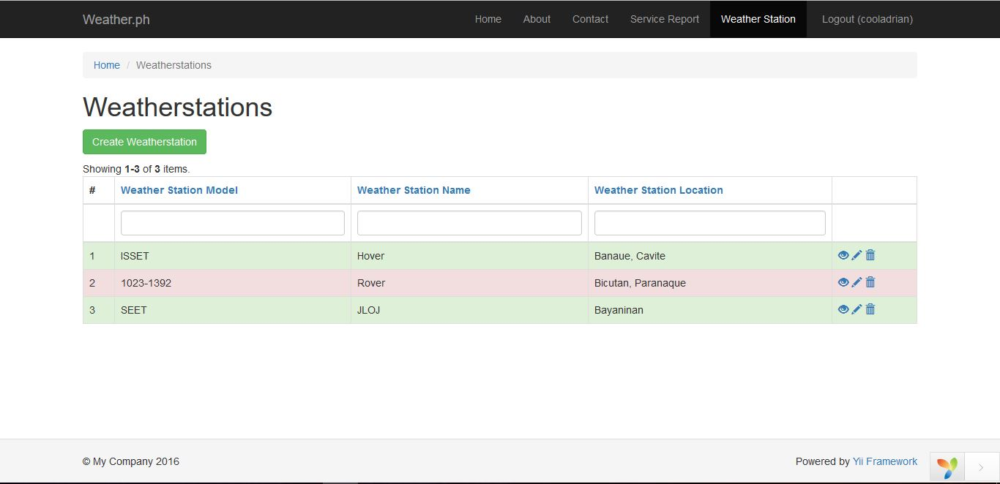 Weather.ph Home About Contact Service Report Weather Station Logout (cooladrian)
Home / Weatherstations
Weatherstations
Create Weatherstation
Showing 1-3 of 3 items.
# Weather Station Model Weather Station Name Weather Station Location
1 ISSET Hover Banaue, Cavite
2 1023-1392 Rover Bicutan, Paranaque
3 SEET JLOJ Bayaninan
© My Company 2016 Powered by Yii Framework